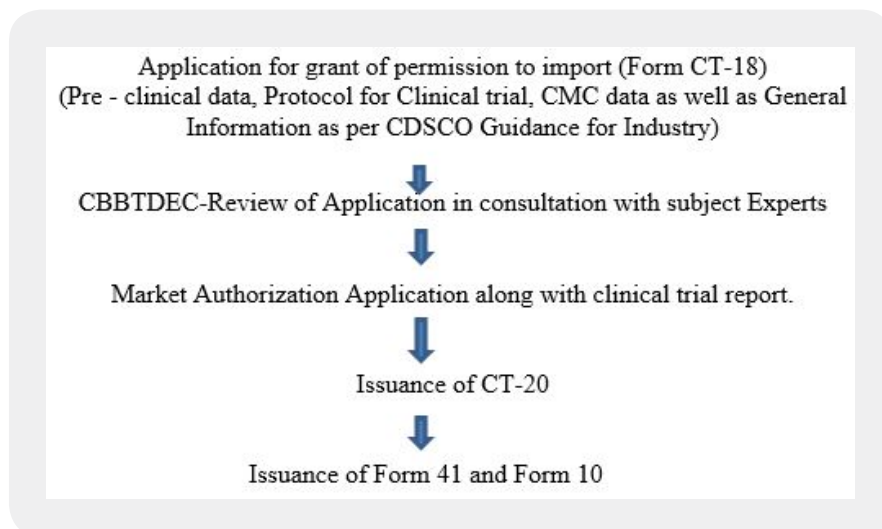 Application for grant of permission to import (Form CT-18)
(Pre - clinical data, Protocol for Clinical trial, CMC data as well as General
Information as per CDSCO Guidance for Industry)
CBBTDEC-Review of Application in consultation with subject Experts
Market Authorization Application along with clinical trial report.
Issuance of CT-20
Issuance of Form 41 and Form 10